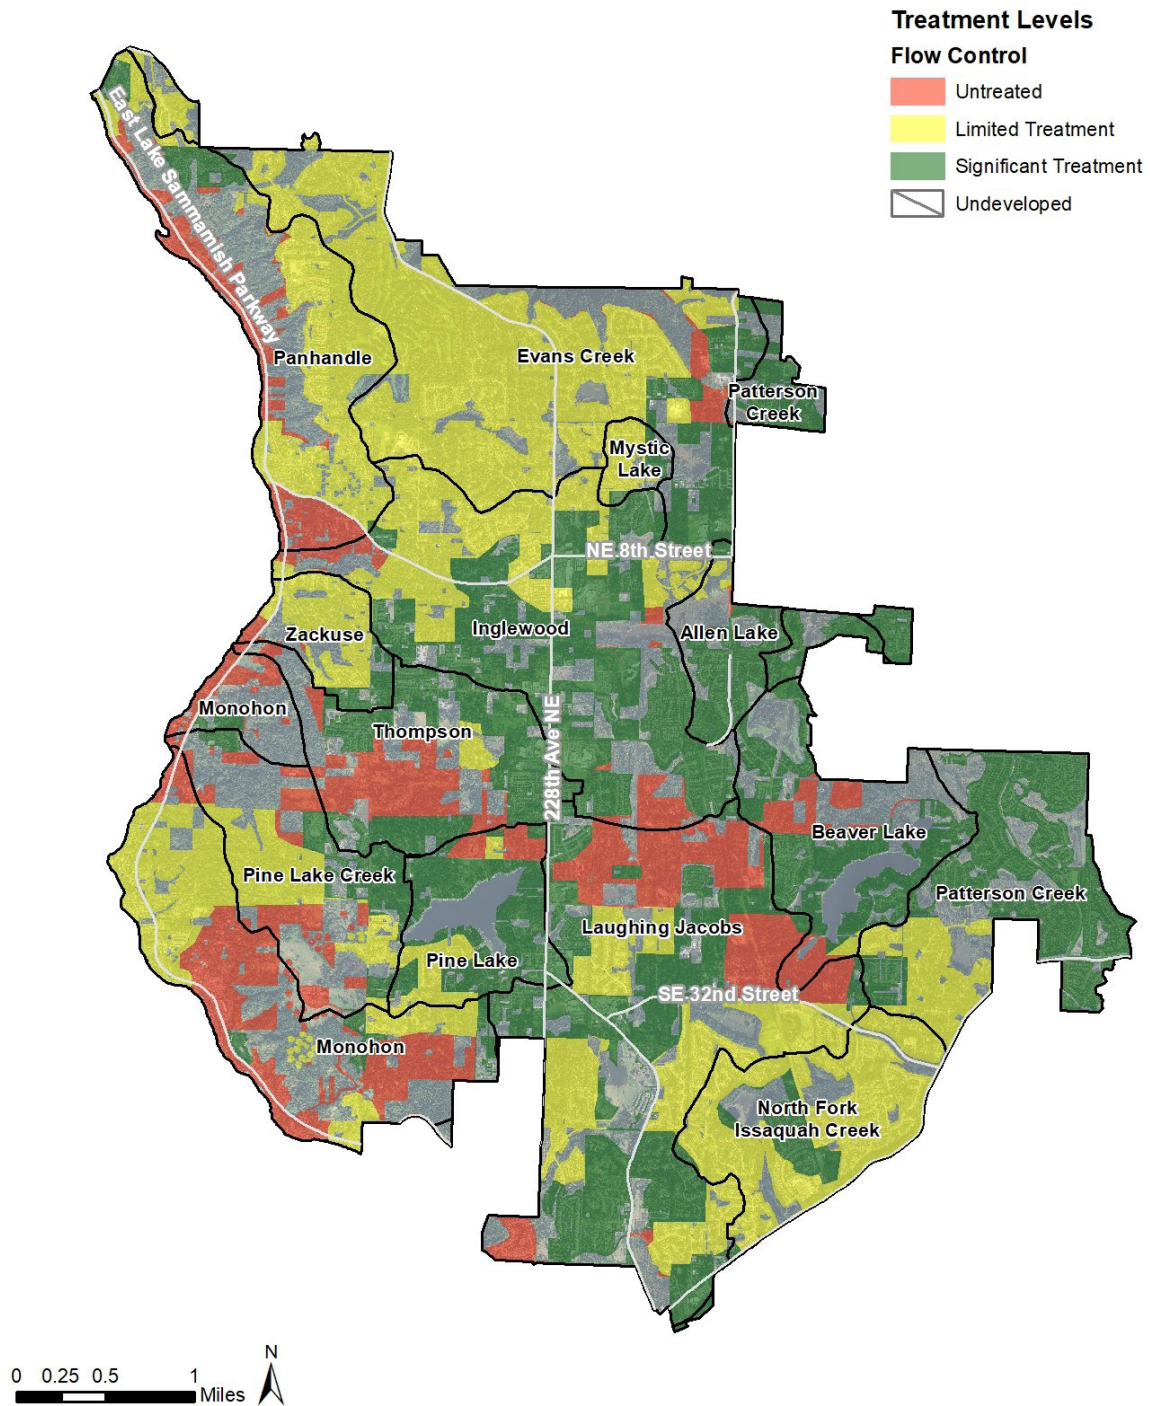 Treatment Levels
Flow Control
Untreated
Limited Treatment
Significant Treatment
Undeveloped
East Lake Sammamish Parkway
Panhandle
Evans Creek
Patterson
Creek
Mystic
Lake
NE 8th Street
Inglewood
Allen Lake
Zackuse
Monohon
Thompson
228th Ave NE
Beaver Lake
Pine Lake Creek
Patterson Creek
Laughing Jacobs
Pine Lake
SE 32nd Street
Monohon
North Fork
Issaquah Creek
0 0.25 0.5 1
Miles
N